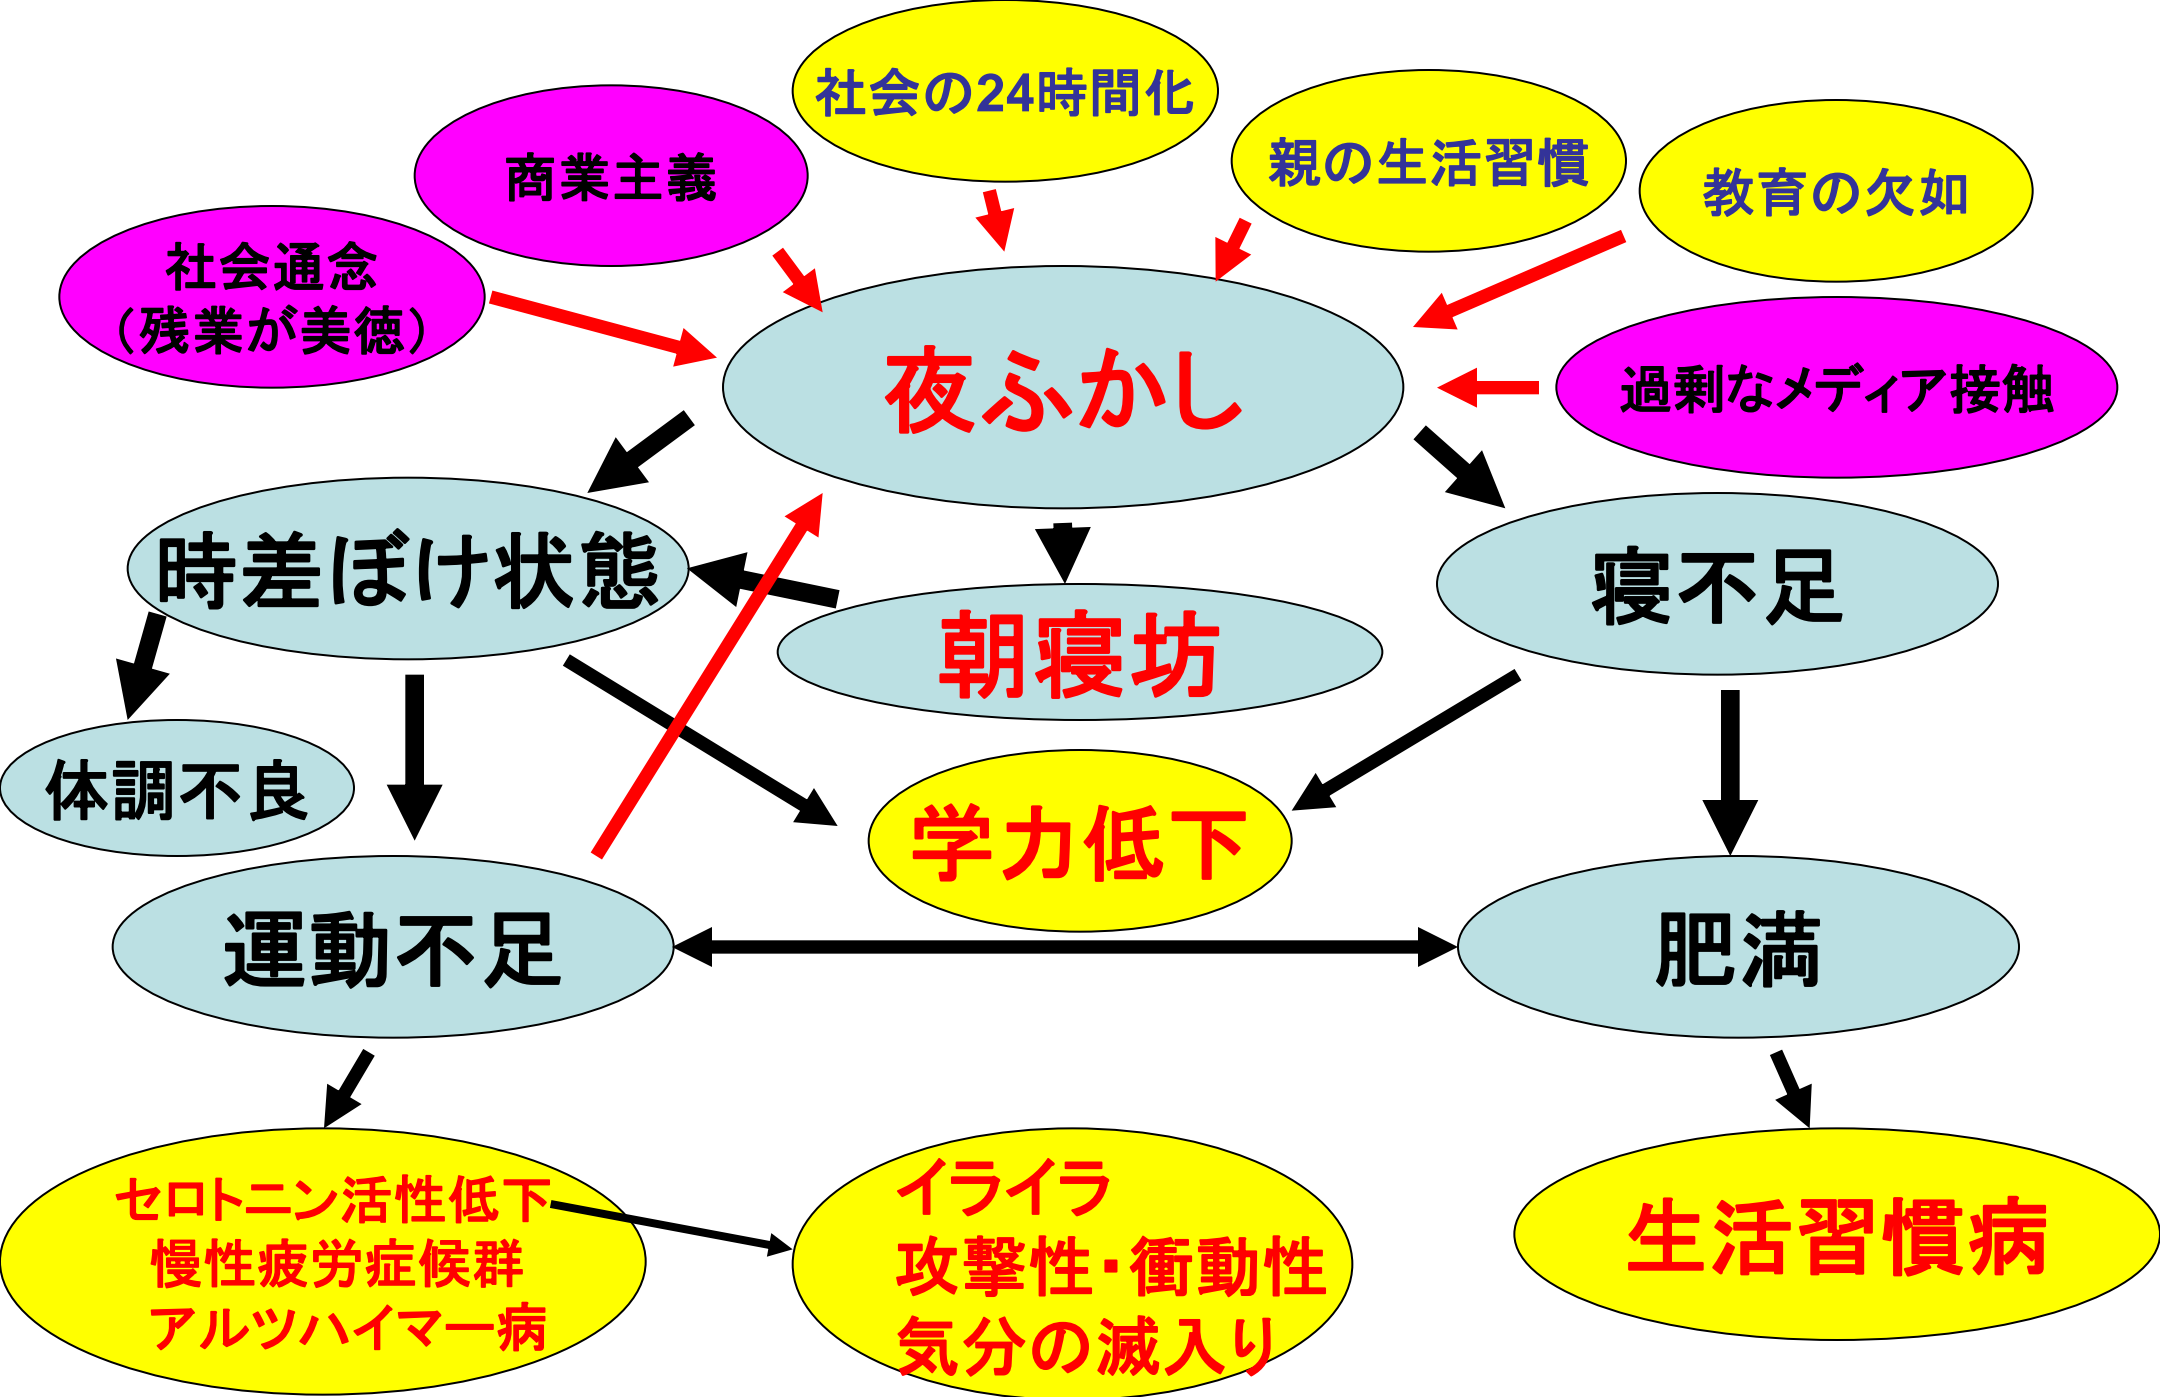 社会の24時間化
親の生活習慣
商業主義
教育の欠如
社会通念
（残業が美徳）
過剰なメディア接触
夜ふかし
時差ぼけ状態
寝不足
朝寝坊
体調不良
学力低下
運動不足
肥満
セロトニン活性低下
慢性疲労症候群
アルツハイマー病
イライラ
攻撃性・衝動性
気分の滅入り
生活習慣病